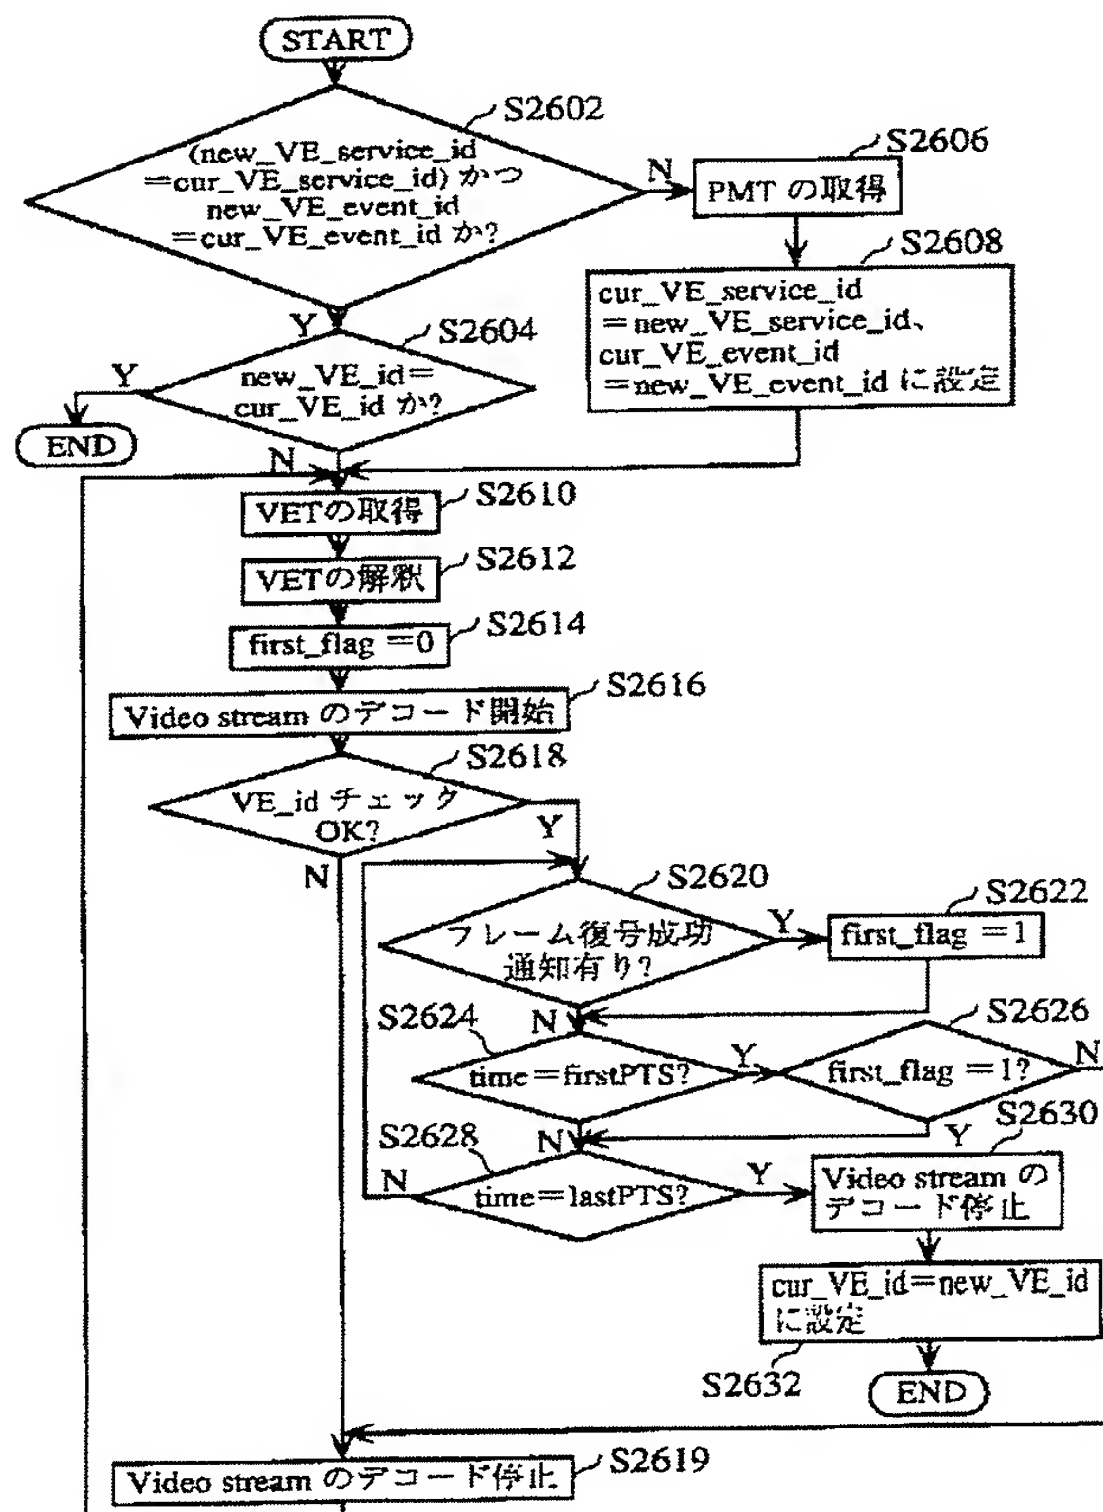 START
S2602
(new_VE_service_id
=cur_VE_service_id) かつ
new_VE_event_id
=cur_VE_event_id か?
N
S2606
PMT の取得
S2608
cur_VE_service_id
=new_VE_service_id、
cur_VE_event_id
=new_VE_event_id に設定
Y
S2604
new_VE_id=
cur_VE_id か?
Y
END
N
S2610
VETの取得
S2612
VETの解釈
S2614
first_flag =0
S2616
Video stream のデコード開始
S2618
VE_id チェック
OK?
Y
N
S2620
フレーム復号成功
通知有り?
Y
S2622
first_flag =1
N
S2624
time=firstPTS?
Y
S2626
first_flag =1?
N
Y
N
S2628
time=lastPTS?
N
Y
S2630
Video stream の
デコード停止
cur_VE_id=new_VE_id
に設定
S2632
END
S2619
Video stream のデコード停止